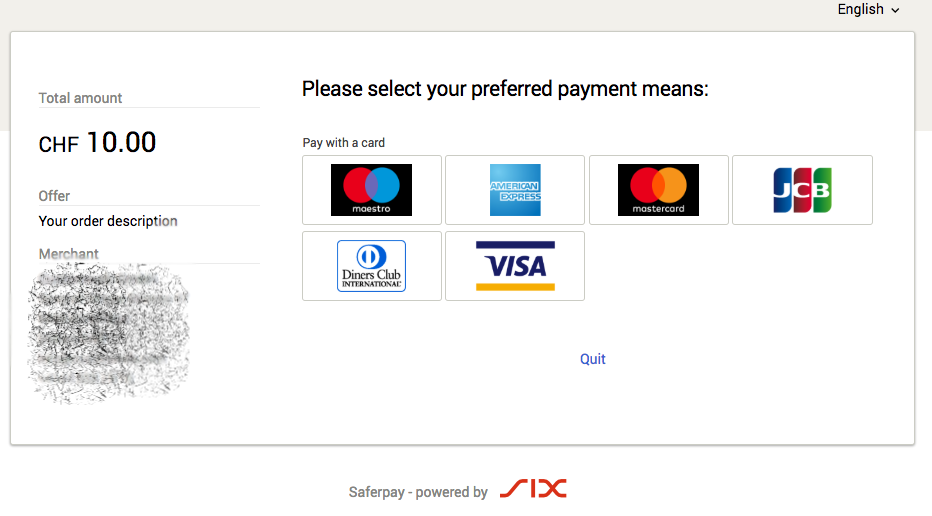 English
Total amount
CHF 10.00
Offer
Your order description
Merchant
Please select your preferred payment means:
Pay with a card
maestro
AMERICAN
EXPRESS
mastercard
JCB
Diners Club
INTERNATIONAL
VISA
Quit
Saferpay - powered by SIX